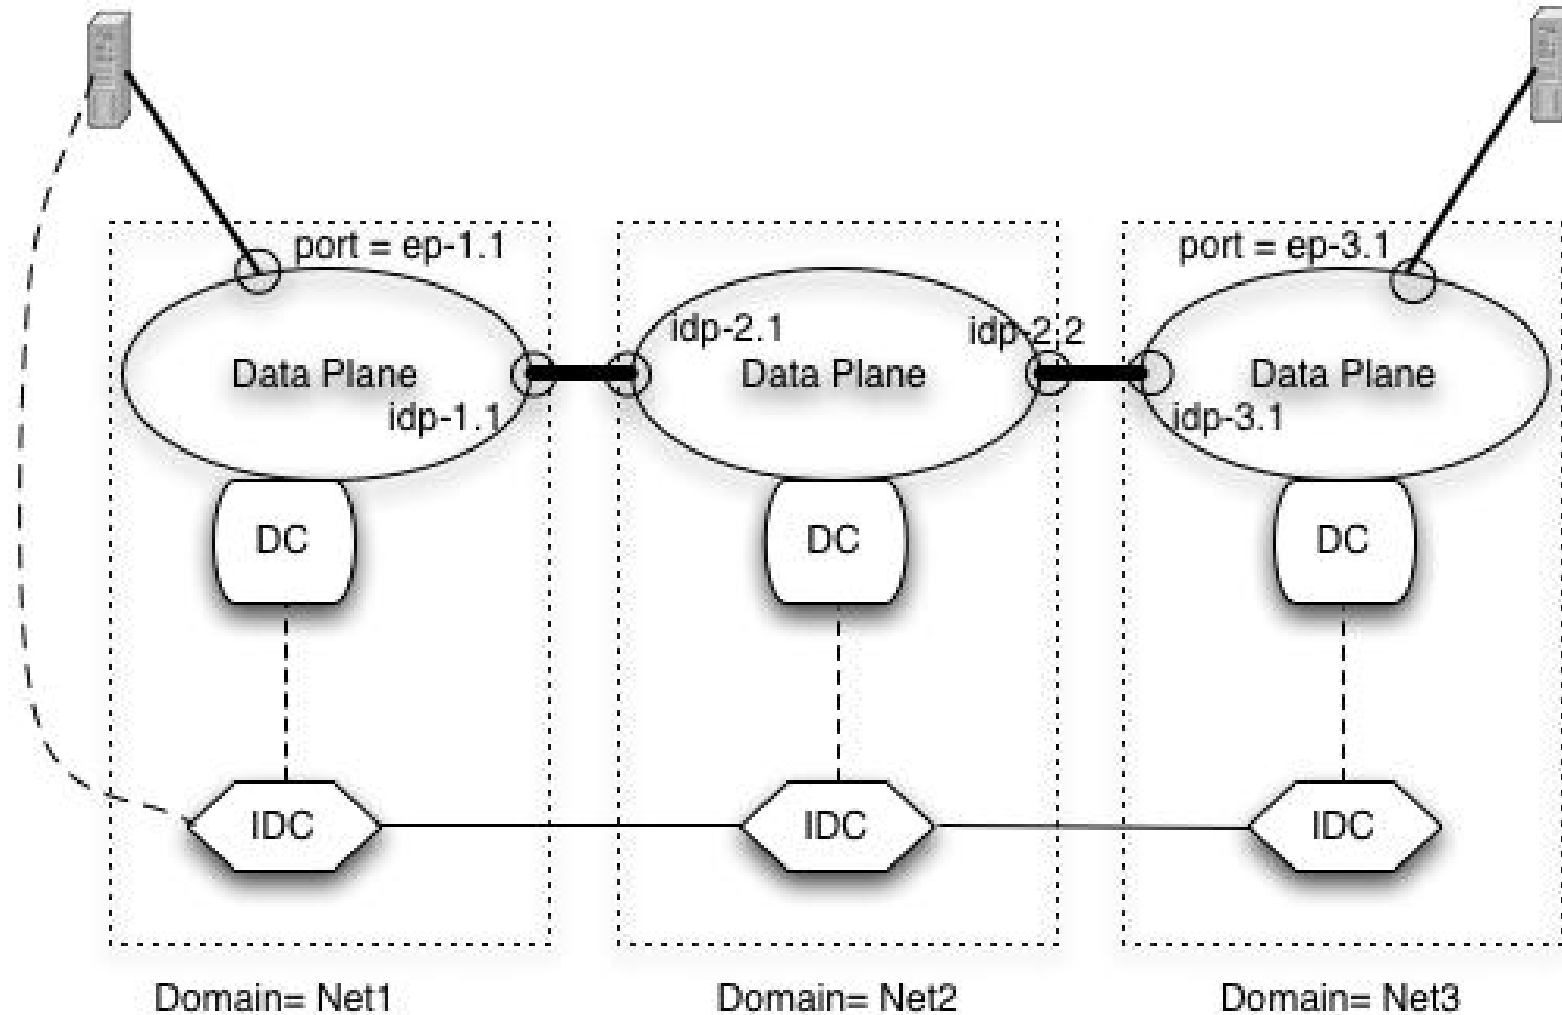 port = ep-1.1
port = ep-3.1
idp-2.1
idp-2.2
Data Plane
Data Plane
Data Plane
idp-1.1
idp-3.1
DC
DC
DC
IDC
IDC
IDC
Domain= Net1
Domain= Net2
Domain= Net3